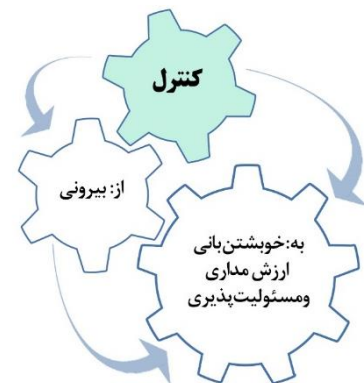 کنترل
از: بیرونی
به:خوبشتن‌بانی
ارزش مداری
ومسئولیت‌پذیری